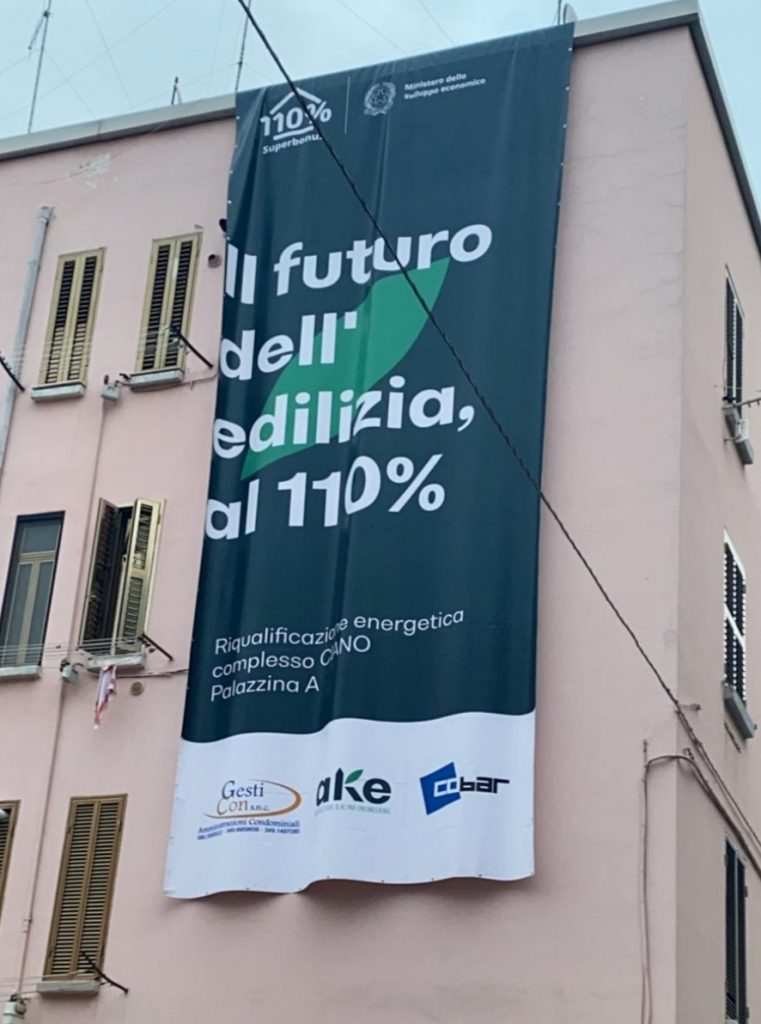 110%
Superbonus
Ministero dello
sviluppo economico
Il futuro
dell'
edilizia,
al 110%
Riqualificazione energetica
complesso
Palazzina A
Gesti
Con s.n.c.
Amministrazioni Condominiali
ake
cobar